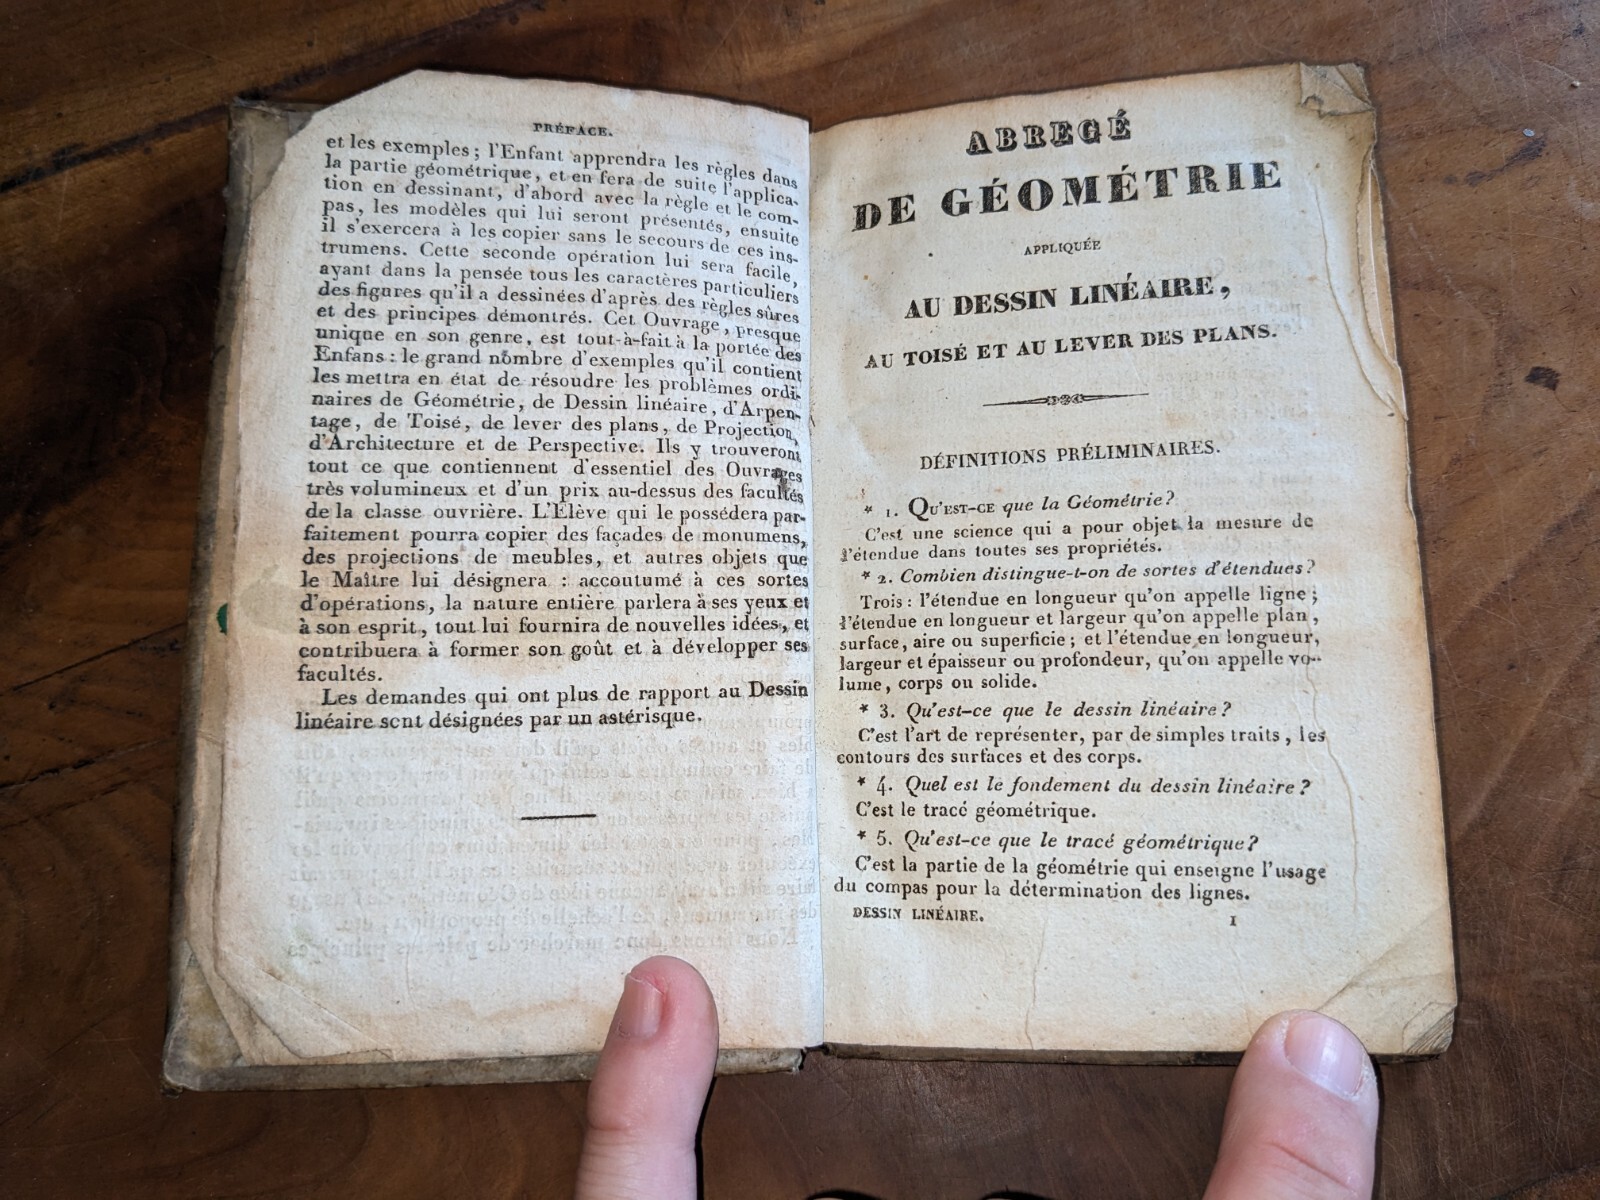 PRÉFACE.
et les exemples ; l'Enfant apprendra les règles dans
la partie géométrique, et en fera de suite l'applica-
tion en dessinant, d'abord avec la règle et le com-
pas, les modèles qui lui seront présentés, ensuite
il s'exercera à les copier sans le secours de ces ins-
trumens. Cette seconde opération lui sera facile,
ayant dans la pensée tous les caractères particuliers
des figures qu'il a dessinées d'après des règles sûres
et des principes démontrés. Cet Ouvrage, presque
unique en son genre, est tout-à-fait à la portée des
Enfans : le grand nombre d'exemples qu'il contient
les mettra en état de résoudre les problèmes ordi-
naires de Géométrie, de Dessin linéaire, d'Arpen-
tage, de Toisé, de lever des plans, de Projection,
d'Architecture et de Perspective. Ils y trouveront
tout ce que contiennent d'essentiel des Ouvrages
très volumineux et d'un prix au-dessus des facultés
de la classe ouvrière. L'Elève qui le possédera par-
faitement pourra copier des façades de monumens,
des projections de meubles, et autres objets que
le Maître lui désignera : accoutumé à ces sortes
d'opérations, la nature entière parlera à ses yeux et
à son esprit, tout lui fournira de nouvelles idées, et
contribuera à former son goût et à développer ses
facultés.
Les demandes qui ont plus de rapport au Dessin
linéaire sont désignées par un astérisque.
ABREGÉ
DE GÉOMÉTRIE
APPLIQUÉE
AU DESSIN LINÉAIRE,
AU TOISÉ ET AU LEVER DES PLANS.
DÉFINITIONS PRÉLIMINAIRES.
* 1. QU'EST-CE que la Géométrie ?
C'est une science qui a pour objet la mesure de
l'étendue dans toutes ses propriétés.
* 2. Combien distingue-t-on de sortes d'étendues ?
Trois : l'étendue en longueur qu'on appelle ligne ;
l'étendue en longueur et largeur qu'on appelle plan,
surface, aire ou superficie ; et l'étendue en longueur,
largeur et épaisseur ou profondeur, qu'on appelle vo-
lume, corps ou solide.
* 3. Qu'est-ce que le dessin linéaire ?
C'est l'art de représenter, par de simples traits, les
contours des surfaces et des corps.
* 4. Quel est le fondement du dessin linéaire ?
C'est le tracé géométrique.
* 5. Qu'est-ce que le tracé géométrique ?
C'est la partie de la géométrie qui enseigne l'usage
du compas pour la détermination des lignes.
DESSIN LINÉAIRE. 1